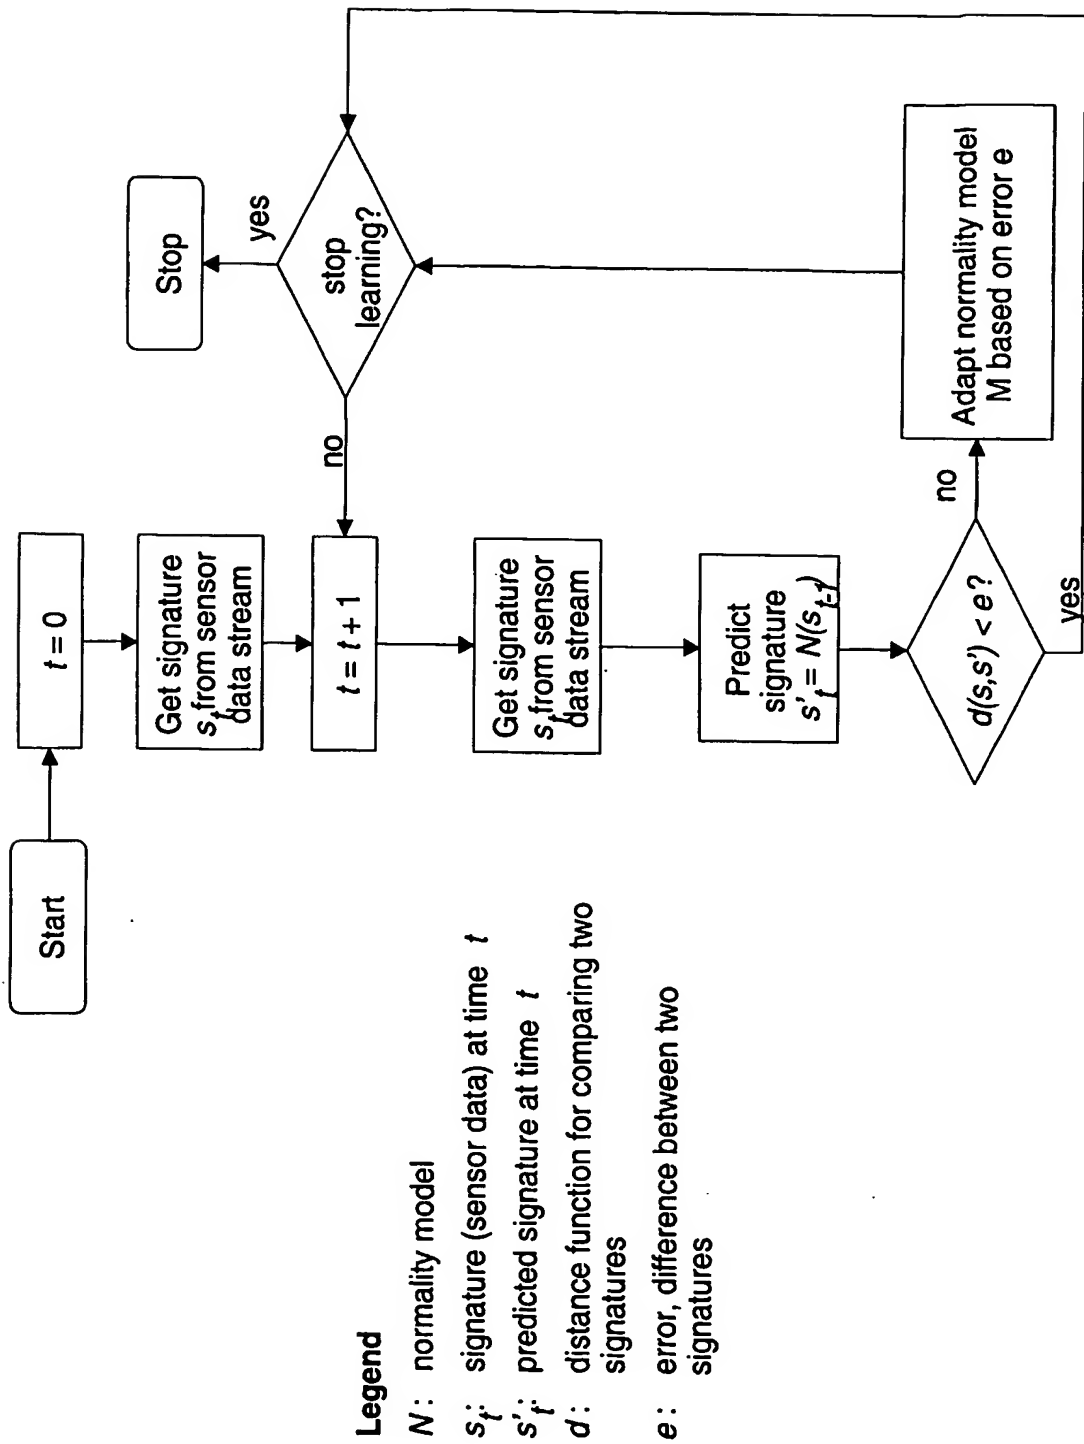 Start
t = 0
Get signature
s_t from sensor
data stream
t = t + 1
Get signature
s_t from sensor
data stream
Predict
signature
s'_t = N(s_{t-1})
d(s,s') < e?
no
yes
Adapt normality model
M based on error e
stop
learning?
no
yes
Stop
Legend
N : normality model
s_t: signature (sensor data) at time t
s'_t: predicted signature at time t
d : distance function for comparing two
signatures
e : error, difference between two
signatures